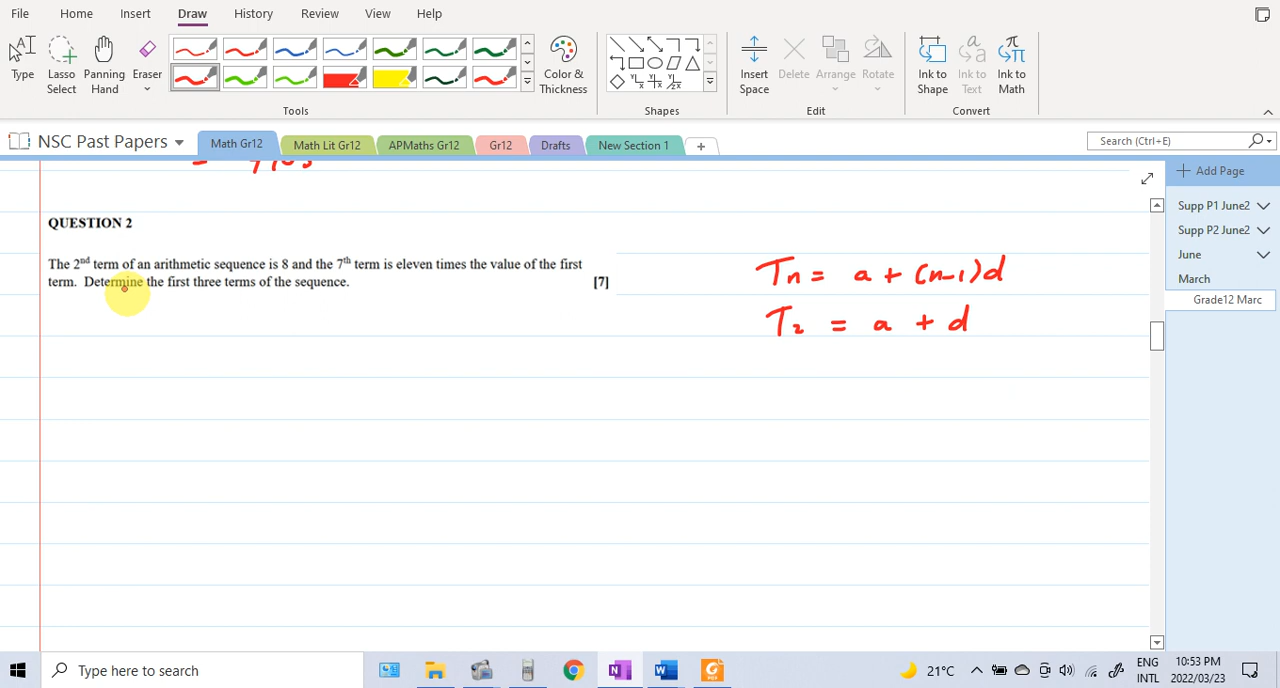 File Home Insert Draw History Review View Help
Type Lasso Select Panning Hand Eraser Color & Thickness Insert Space Delete Arrange Rotate Ink to Shape Ink to Text Ink to Math
Tools Shapes Edit Convert
NSC Past Papers Math Gr12 Math Lit Gr12 APMaths Gr12 Gr12 Drafts New Section 1 + Search (Ctrl+E)
Add Page
Supp P1 June2
Supp P2 June2
June
March
Grade12 Marc
QUESTION 2
The 2nd term of an arithmetic sequence is 8 and the 7th term is eleven times the value of the first
term. Determine the first three terms of the sequence. [7]
Tn = a + (n-1)d
T2 = a + d
Type here to search 21°C ENG INTL 10:53 PM 2022/03/23